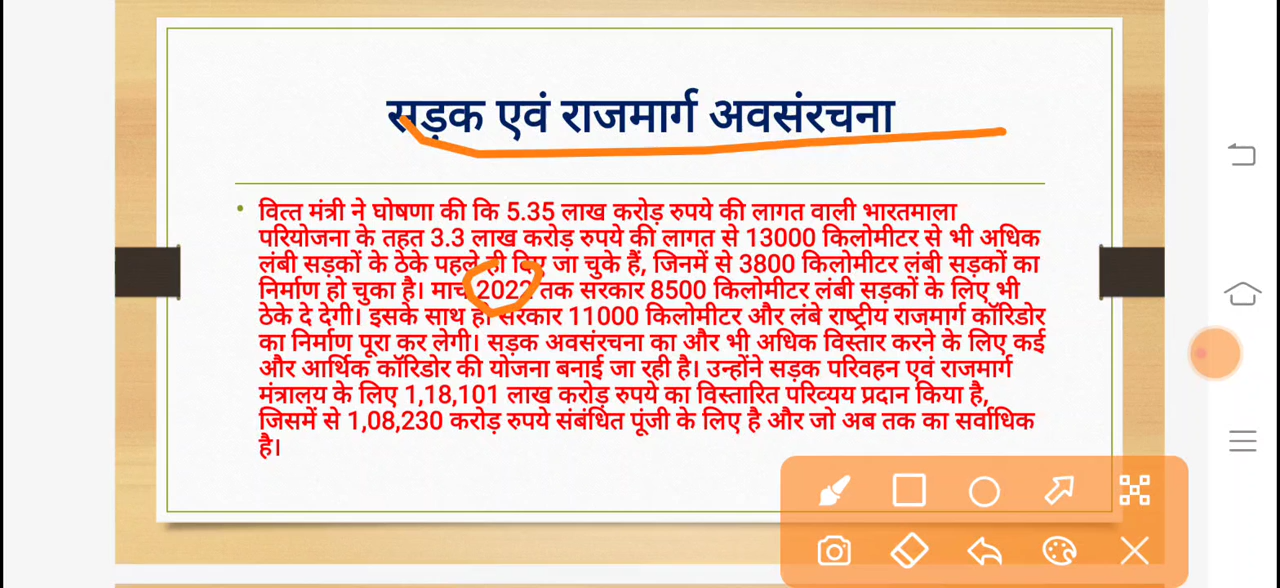 सड़क एवं राजमार्ग अवसंरचना
• वित्त मंत्री ने घोषणा की कि 5.35 लाख करोड़ रुपये की लागत वाली भारतमाला
परियोजना के तहत 3.3 लाख करोड़ रुपये की लागत से 13000 किलोमीटर से भी अधिक
लंबी सड़कों के ठेके पहले ही दिए जा चुके हैं, जिनमें से 3800 किलोमीटर लंबी सड़कों का
निर्माण हो चुका है। मार्च 2022 तक सरकार 8500 किलोमीटर लंबी सड़कों के लिए भी
ठेके दे देगी। इसके साथ ही सरकार 11000 किलोमीटर और लंबे राष्ट्रीय राजमार्ग कॉरिडोर
का निर्माण पूरा कर लेगी। सड़क अवसंरचना का और भी अधिक विस्तार करने के लिए कई
और आर्थिक कॉरिडोर की योजना बनाई जा रही है। उन्होंने सड़क परिवहन एवं राजमार्ग
मंत्रालय के लिए 1,18,101 लाख करोड़ रुपये का विस्तारित परिव्यय प्रदान किया है,
जिसमें से 1,08,230 करोड़ रुपये संबंधित पूंजी के लिए है और जो अब तक का सर्वाधिक
है।